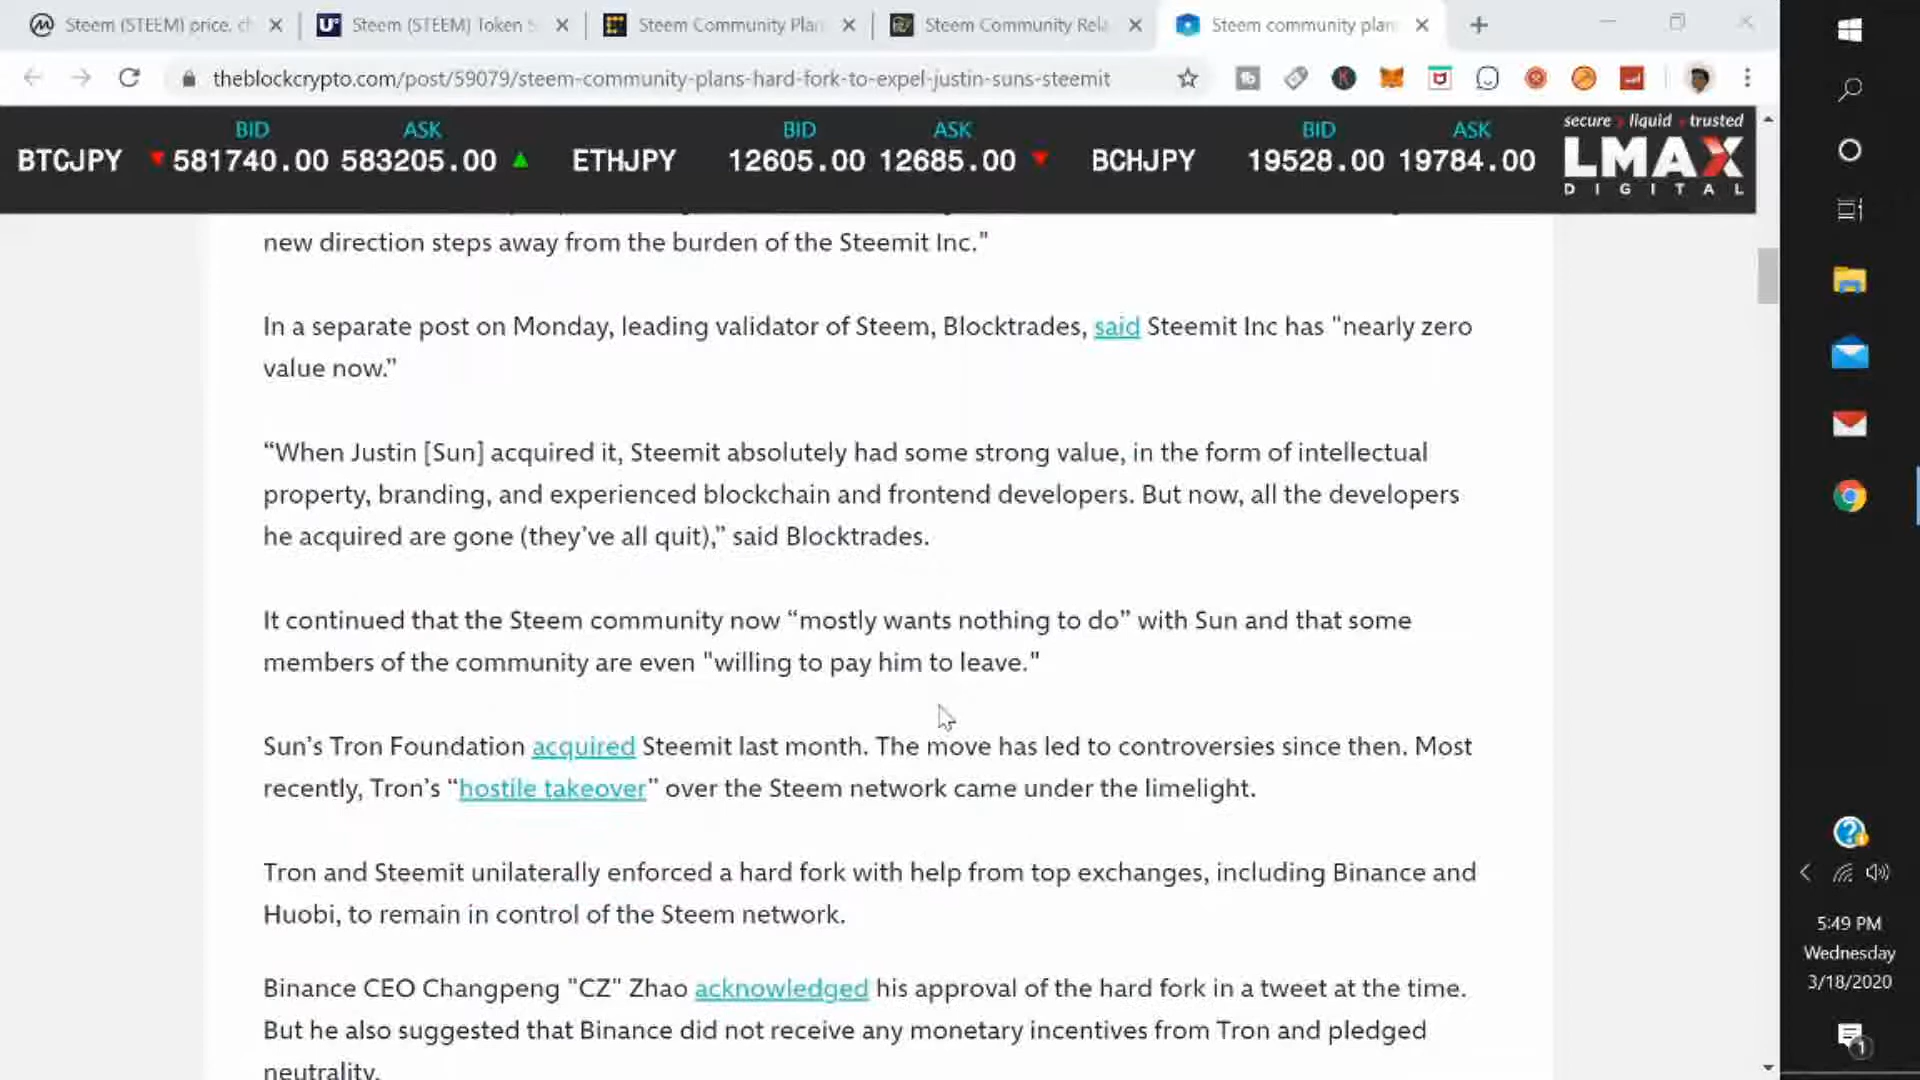 Steem (STEEM) price, ch
Steem (STEEM) Token S
Steem Community Plan
Steem Community Rela
Steem community plan
theblockcrypto.com/post/59079/steem-community-plans-hard-fork-to-expel-justin-suns-steemit
BID ASK BID ASK BID ASK
BTCJPY 581740.00 583205.00 ETHJPY 12605.00 12685.00 BCHJPY 19528.00 19784.00
secure liquid trusted
LMAX
DIGITAL
new direction steps away from the burden of the Steemit Inc."
In a separate post on Monday, leading validator of Steem, Blocktrades, said Steemit Inc has "nearly zero
value now."
“When Justin [Sun] acquired it, Steemit absolutely had some strong value, in the form of intellectual
property, branding, and experienced blockchain and frontend developers. But now, all the developers
he acquired are gone (they’ve all quit),” said Blocktrades.
It continued that the Steem community now “mostly wants nothing to do” with Sun and that some
members of the community are even "willing to pay him to leave."
Sun’s Tron Foundation acquired Steemit last month. The move has led to controversies since then. Most
recently, Tron’s “hostile takeover” over the Steem network came under the limelight.
Tron and Steemit unilaterally enforced a hard fork with help from top exchanges, including Binance and
Huobi, to remain in control of the Steem network.
Binance CEO Changpeng "CZ" Zhao acknowledged his approval of the hard fork in a tweet at the time.
But he also suggested that Binance did not receive any monetary incentives from Tron and pledged
neutrality.
5:49 PM
Wednesday
3/18/2020
1